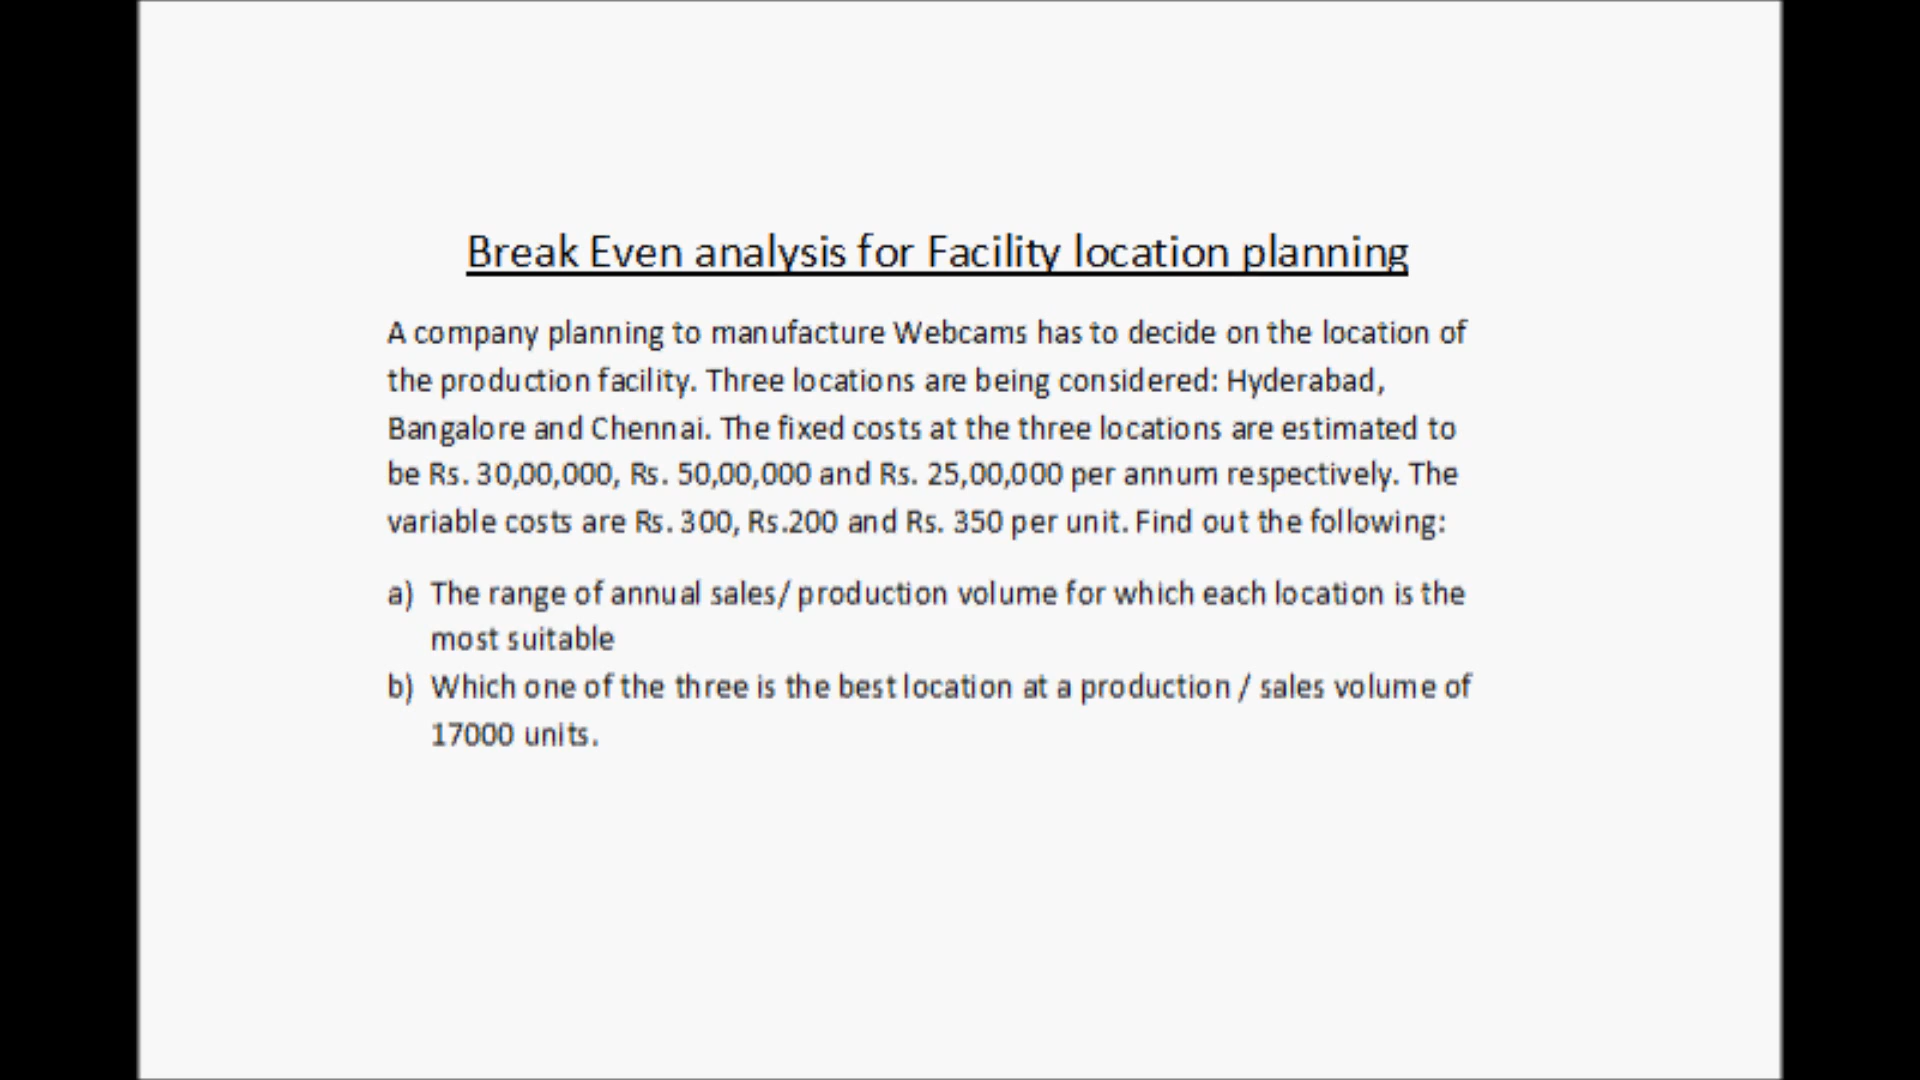 Break Even analysis for Facility location planning
A company planning to manufacture Webcams has to decide on the location of
the production facility. Three locations are being considered: Hyderabad,
Bangalore and Chennai. The fixed costs at the three locations are estimated to
be Rs. 30,00,000, Rs. 50,00,000 and Rs. 25,00,000 per annum respectively. The
variable costs are Rs. 300, Rs.200 and Rs. 350 per unit. Find out the following:
a) The range of annual sales/ production volume for which each location is the
most suitable
b) Which one of the three is the best location at a production / sales volume of
17000 units.